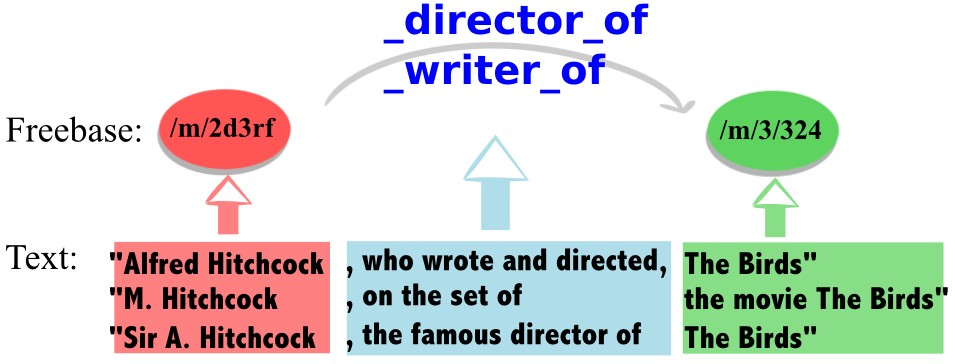 _director_of
_writer_of
Freebase: /m/2d3rf /m/3/324
Text: "Alfred Hitchcock , who wrote and directed, The Birds"
"M. Hitchcock , on the set of the movie The Birds"
"Sir A. Hitchcock , the famous director of The Birds"